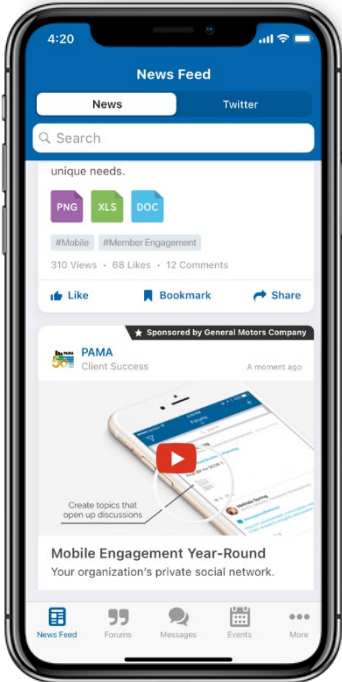 4:20
News Feed
News Twitter
Search
unique needs.
PNG XLS DOC
#Mobile #Member Engagement
310 Views • 68 Likes • 12 Comments
Like Bookmark Share
★ Sponsored by General Motors Company
PAMA
Client Success A moment ago
Create topics that
open up discussions
Mobile Engagement Year-Round
Your organization's private social network.
News Feed Forums Messages Events More